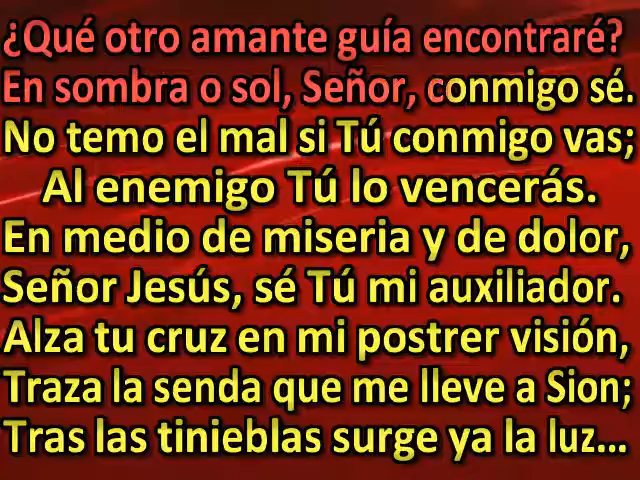 ¿Qué otro amante guía encontraré?
En sombra o sol, Señor, conmigo sé.
No temo el mal si Tú conmigo vas;
Al enemigo Tú lo vencerás.
En medio de miseria y de dolor,
Señor Jesús, sé Tú mi auxiliador.
Alza tu cruz en mi postrer visión,
Traza la senda que me lleve a Sion;
Tras las tinieblas surge ya la luz...